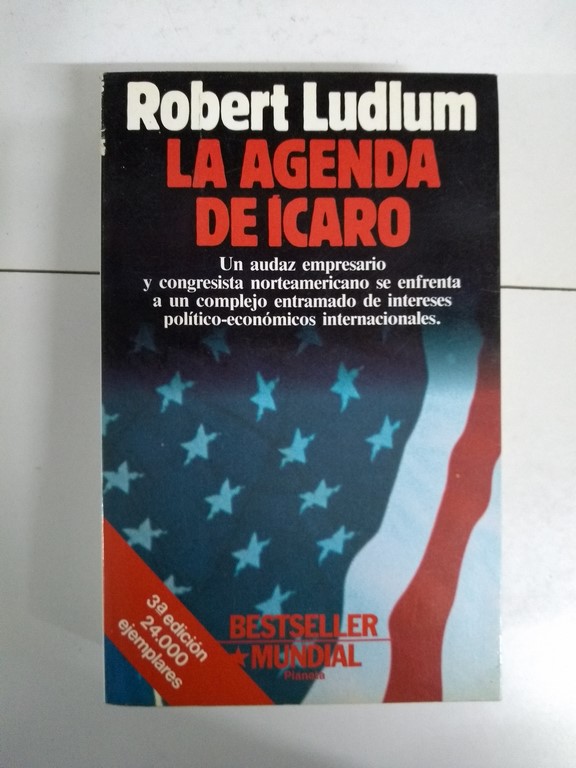 Robert Ludlum
LA AGENDA
DE ÍCARO
Un audaz empresario
y congresista norteamericano se enfrenta
a un complejo entramado de intereses
político-económicos internacionales.
3ª edición
24.000
ejemplares
BESTSELLER
MUNDIAL
Planeta